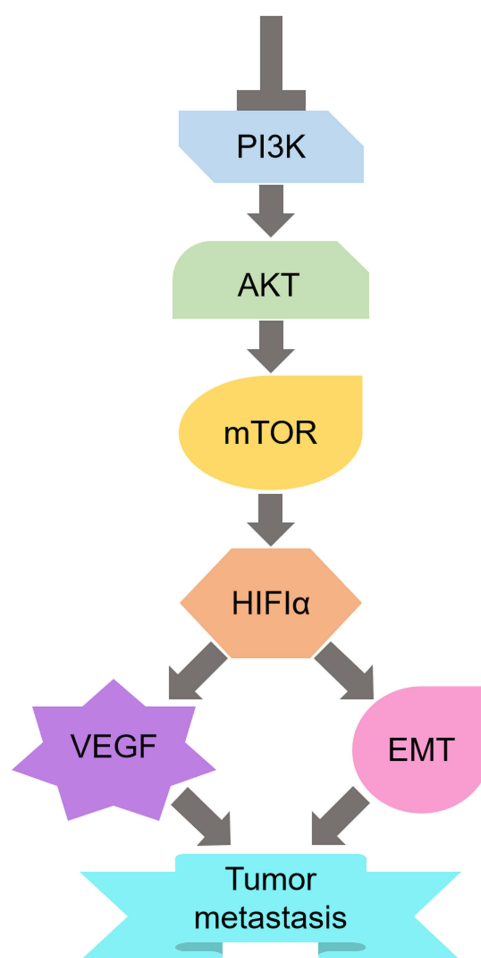 PI3K
AKT
mTOR
HIFIα
VEGF
EMT
Tumor
metastasis